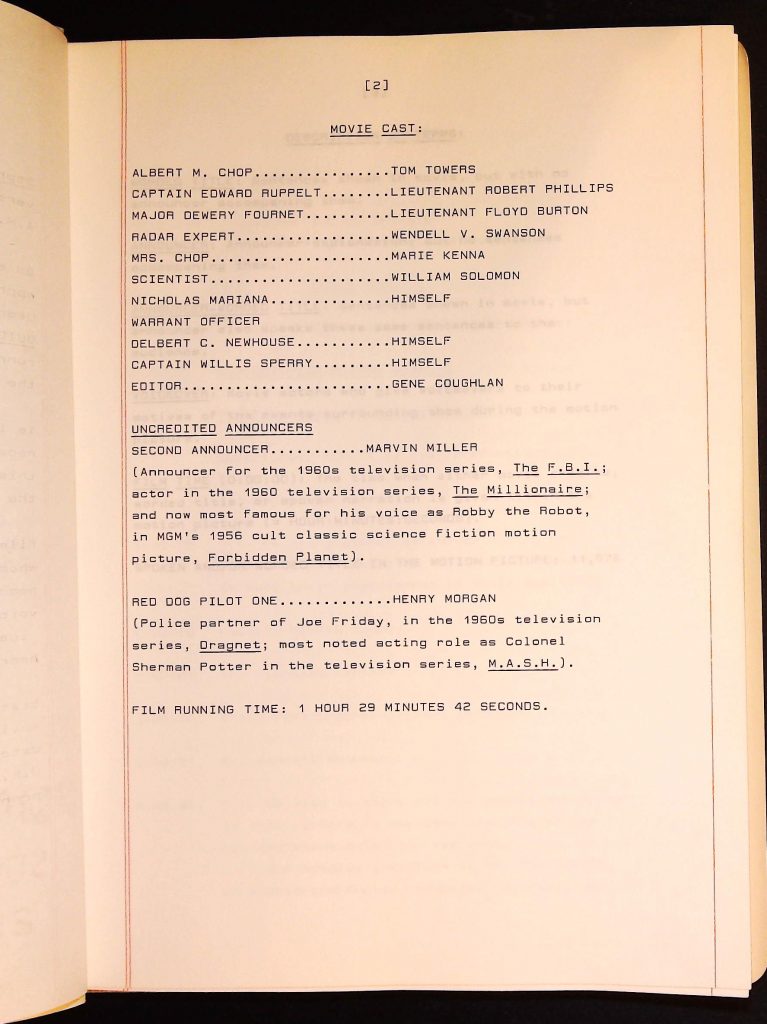 [2]
MOVIE CAST:
ALBERT M. CHOP................TOM TOWERS
CAPTAIN EDWARD RUPPELT........LIEUTENANT ROBERT PHILLIPS
MAJOR DEWERY FOURNET..........LIEUTENANT FLOYD BURTON
RADAR EXPERT..................WENDELL V. SWANSON
MRS. CHOP.....................MARIE KENNA
SCIENTIST.....................WILLIAM SOLOMON
NICHOLAS MARIANA..............HIMSELF
WARRANT OFFICER
DELBERT C. NEWHOUSE...........HIMSELF
CAPTAIN WILLIS SPERRY.........HIMSELF
EDITOR........................GENE COUGHLAN
UNCREDITED ANNOUNCERS
SECOND ANNOUNCER...........MARVIN MILLER
(Announcer for the 1960s television series, The F.B.I.;
actor in the 1960 television series, The Millionaire;
and now most famous for his voice as Robby the Robot,
in MGM's 1956 cult classic science fiction motion
picture, Forbidden Planet).
RED DOG PILOT ONE.............HENRY MORGAN
(Police partner of Joe Friday, in the 1960s television
series, Dragnet; most noted acting role as Colonel
Sherman Potter in the television series, M.A.S.H.).
FILM RUNNING TIME: 1 HOUR 29 MINUTES 42 SECONDS.